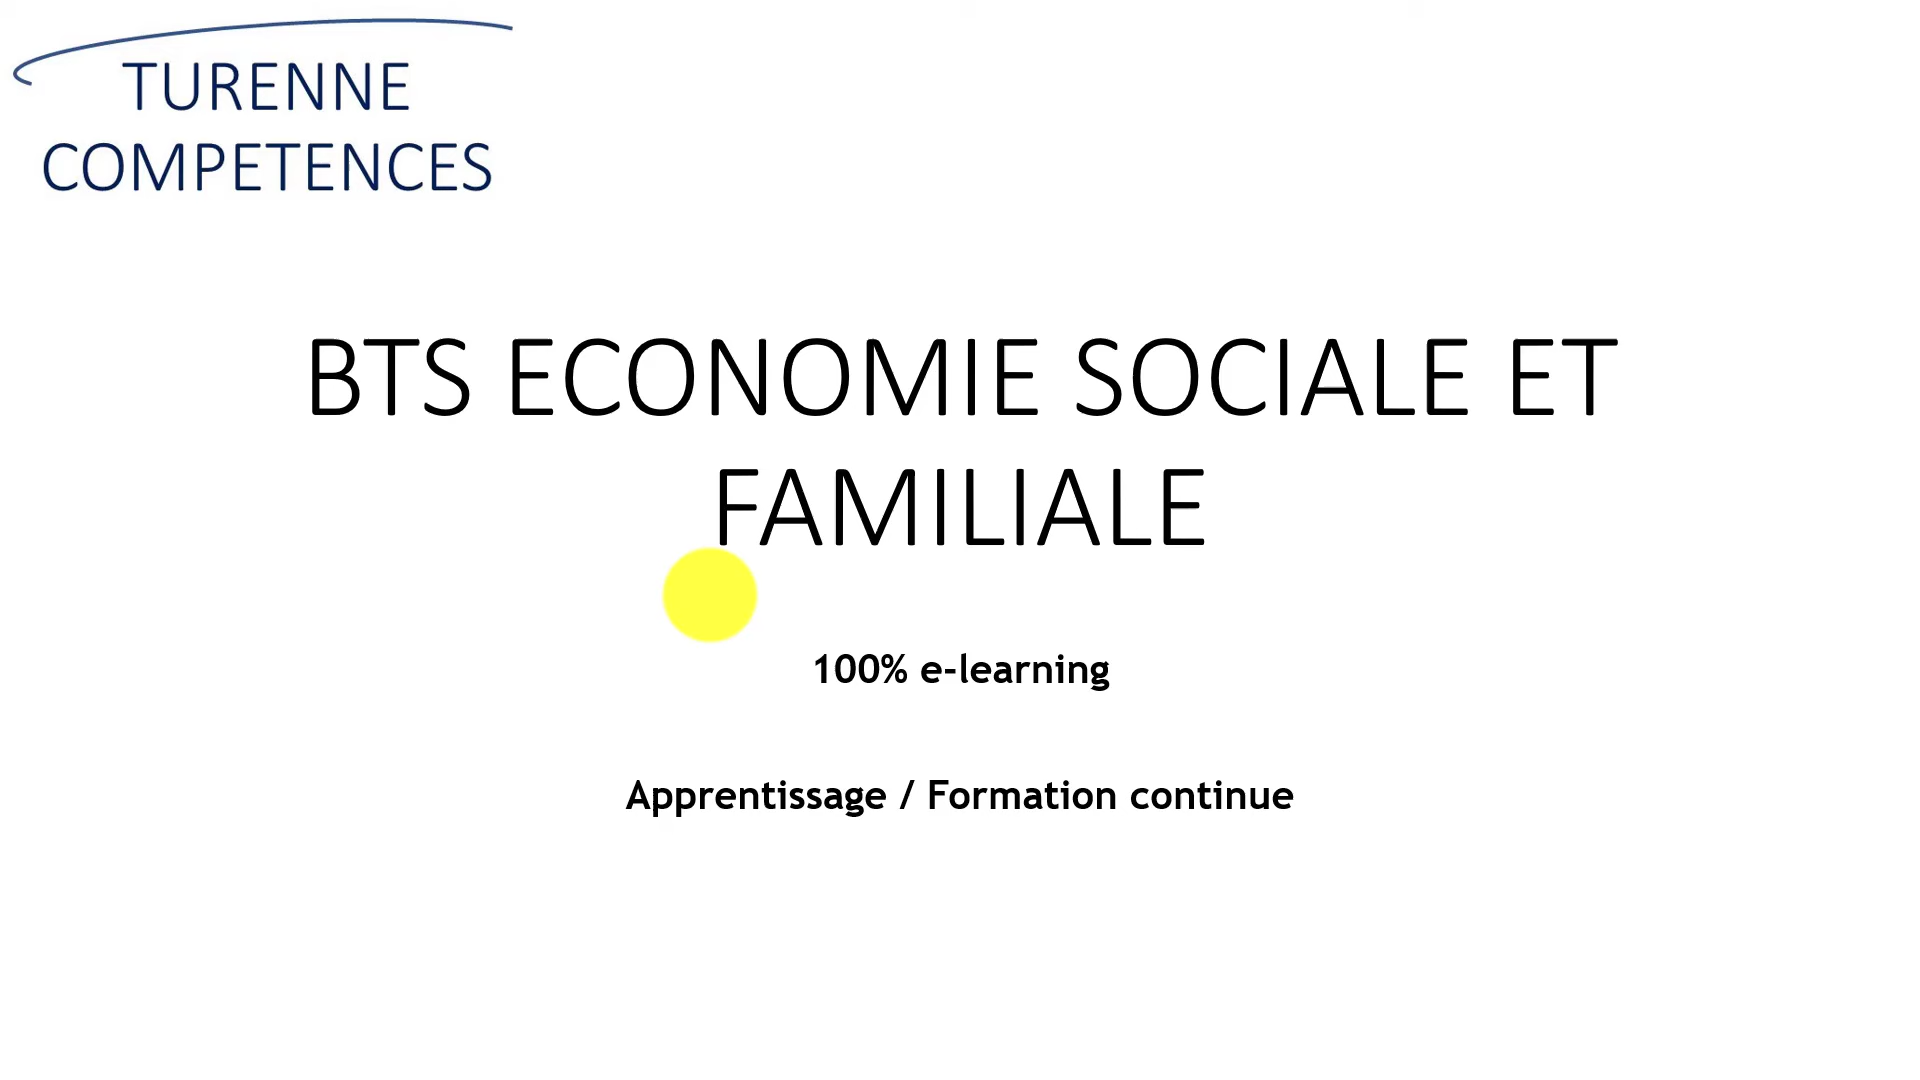 TURENNE
COMPETENCES
BTS ECONOMIE SOCIALE ET
FAMILIALE
100% e-learning
Apprentissage / Formation continue